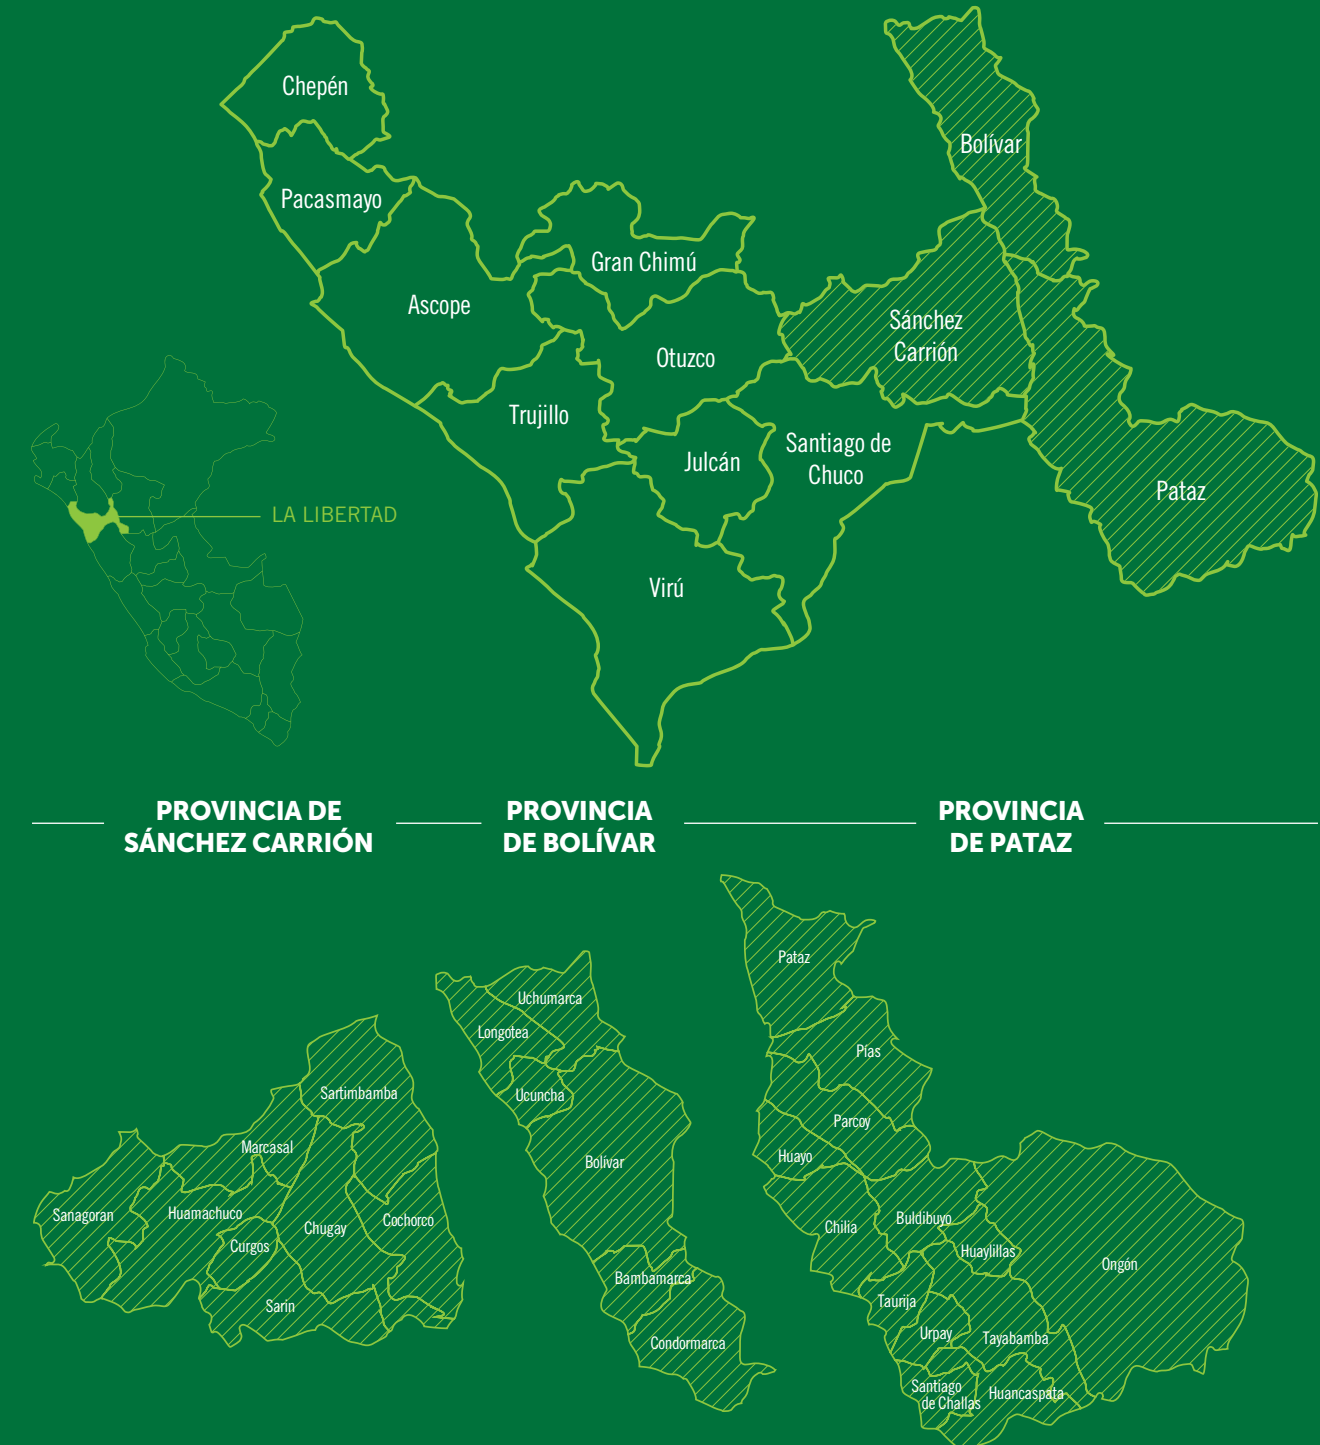 Chepén
Bolívar
Pacasmayo
Gran Chimú
Ascope
Sánchez
Carrión
Otuzco
Trujillo
Santiago de
Chuco
Julcán
Pataz
LA LIBERTAD
Virú
PROVINCIA DE
SÁNCHEZ CARRIÓN
PROVINCIA
DE BOLÍVAR
PROVINCIA
DE PATAZ
Sartimbamba
Marcasal
Sanagoran
Huamachuco
Curgos
Chugay
Cochorco
Sarin
Uchumarca
Longotea
Ucuncha
Bolívar
Bambamarca
Condormarca
Pataz
Pías
Parcoy
Huayo
Chilia
Buldibuyo
Huaylillas
Ongón
Taurija
Urpay
Tayabamba
Santiago
de Challas
Huancaspata